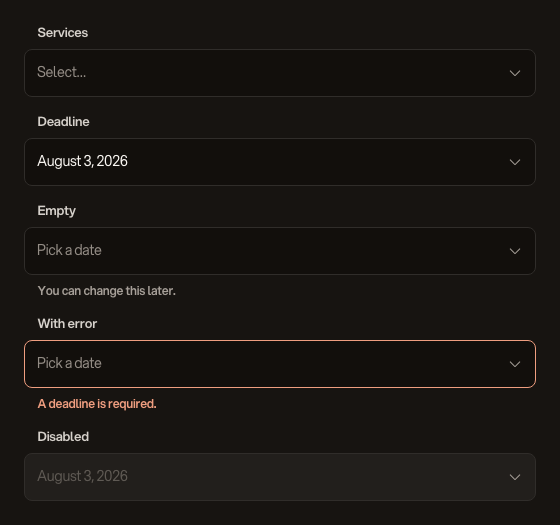 Services
Select...
Deadline
August 3, 2026
Empty
Pick a date
You can change this later.
With error
Pick a date
A deadline is required.
Disabled
August 3, 2026